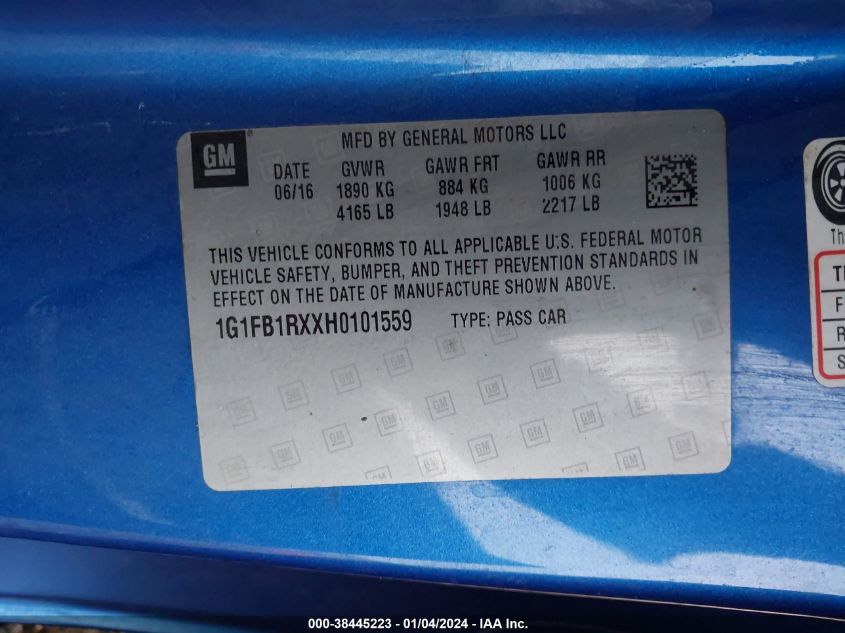 GM ® MFD BY GENERAL MOTORS LLC
DATE GVWR GAWR FRT GAWR RR
06/16 1890 KG 884 KG 1006 KG
4165 LB 1948 LB 2217 LB
THIS VEHICLE CONFORMS TO ALL APPLICABLE U.S. FEDERAL MOTOR
VEHICLE SAFETY, BUMPER, AND THEFT PREVENTION STANDARDS IN
EFFECT ON THE DATE OF MANUFACTURE SHOWN ABOVE.
1G1FB1RXXH0101559 TYPE: PASS CAR
000-38445223 - 01/04/2024 - IAA Inc.